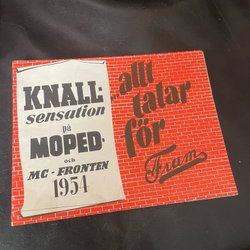 KNALL-
sensation
på
MOPED-
och
MC-FRONTEN
1954
...allt
talar
för
Fram